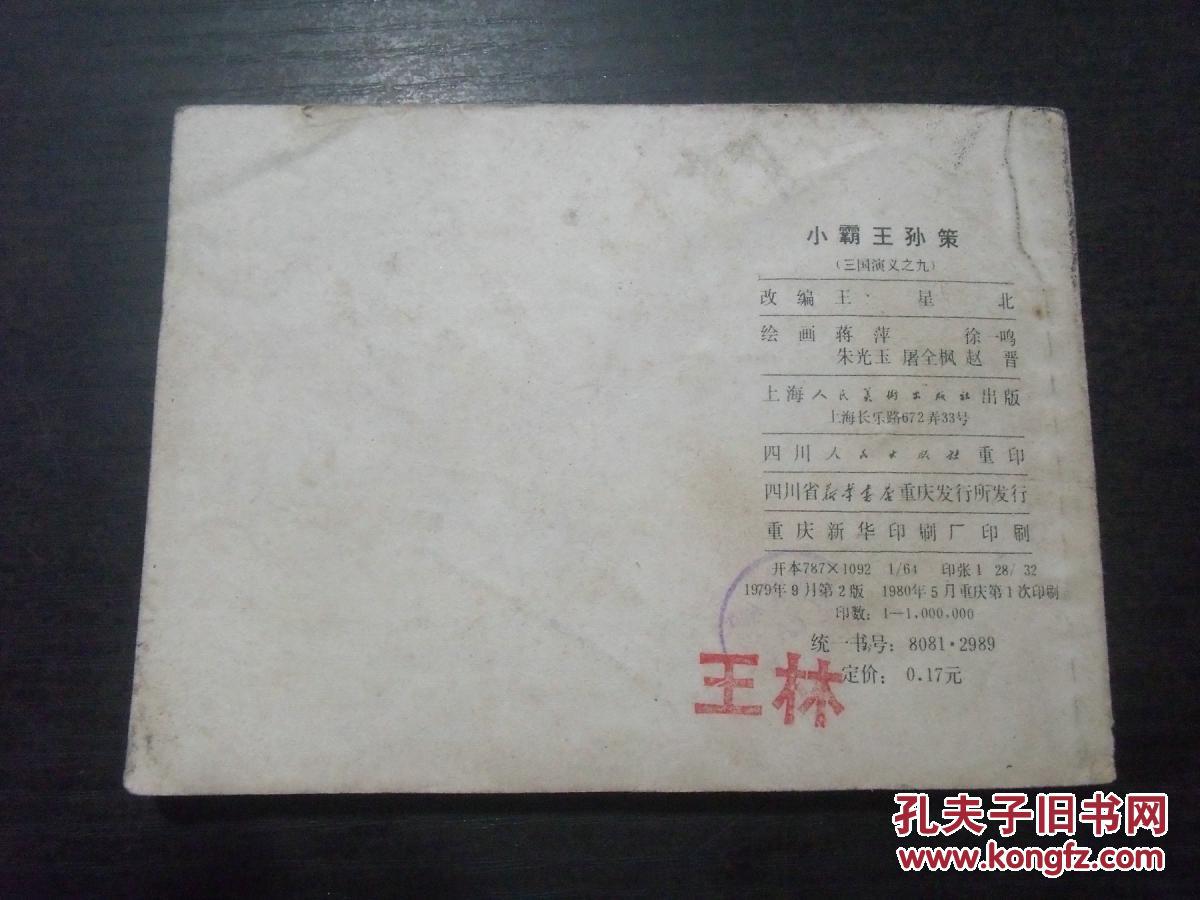 小霸王孙策
(三国演义之九)
改编 王 星 北
绘画 蒋萍 徐一鸣
朱光玉 屠全枫 赵晋
上海人民美術出版社出版
上海长乐路672弄33号
四川人民出版社重印
四川省新华书店重庆发行所发行
重庆新华印刷厂印刷
开本787×1092 1/64 印张1 28/32
1979年9月第2版 1980年5月重庆第1次印刷
印数: 1—1,000,000
统一书号: 8081·2989
定价: 0.17元
王林
孔夫子旧书网
www.kongfz.com